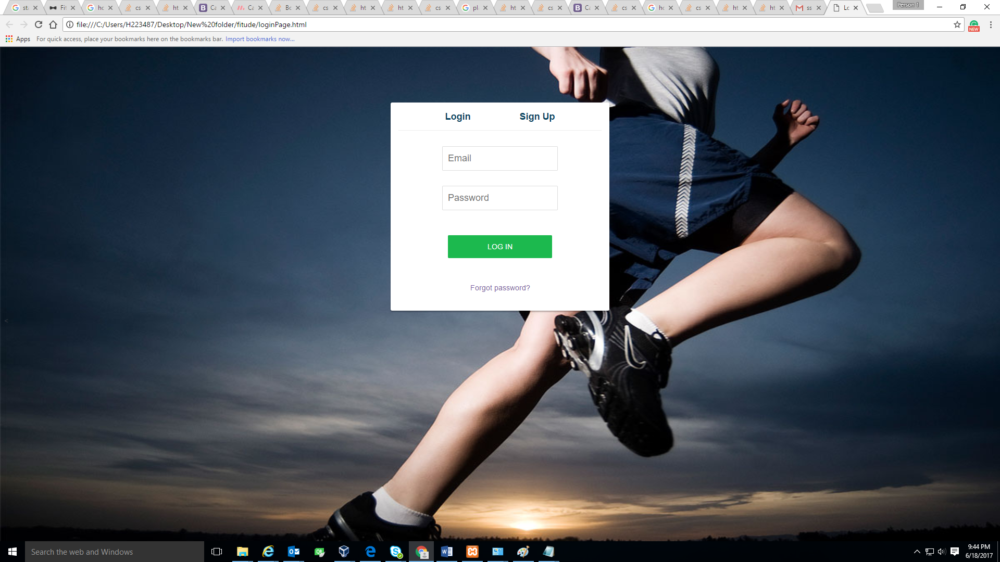 st
Fit
hc
cs
ht
Ca
Ca
Bc
cs
ht
ht
cs
pl
ht
cs
Ca
cs
hc
cs
ht
ht
ss
Lc
Person 1
file:///C:/Users/H223487/Desktop/New%20folder/fitude/loginPage.html
NEW
Apps For quick access, place your bookmarks here on the bookmarks bar. Import bookmarks now...
Login Sign Up
Email
Password
LOG IN
Forgot password?
<
Search the web and Windows
9:44 PM
6/18/2017